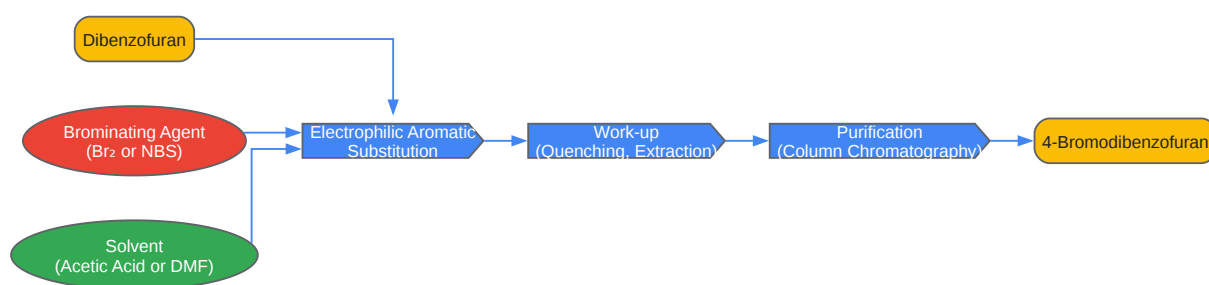 Dibenzofuran
Brominating Agent
(Br₂ or NBS)
Solvent
(Acetic Acid or DMF)
Electrophilic Aromatic
Substitution
Work-up
(Quenching, Extraction)
Purification
(Column Chromatography)
4-Bromodibenzofuran